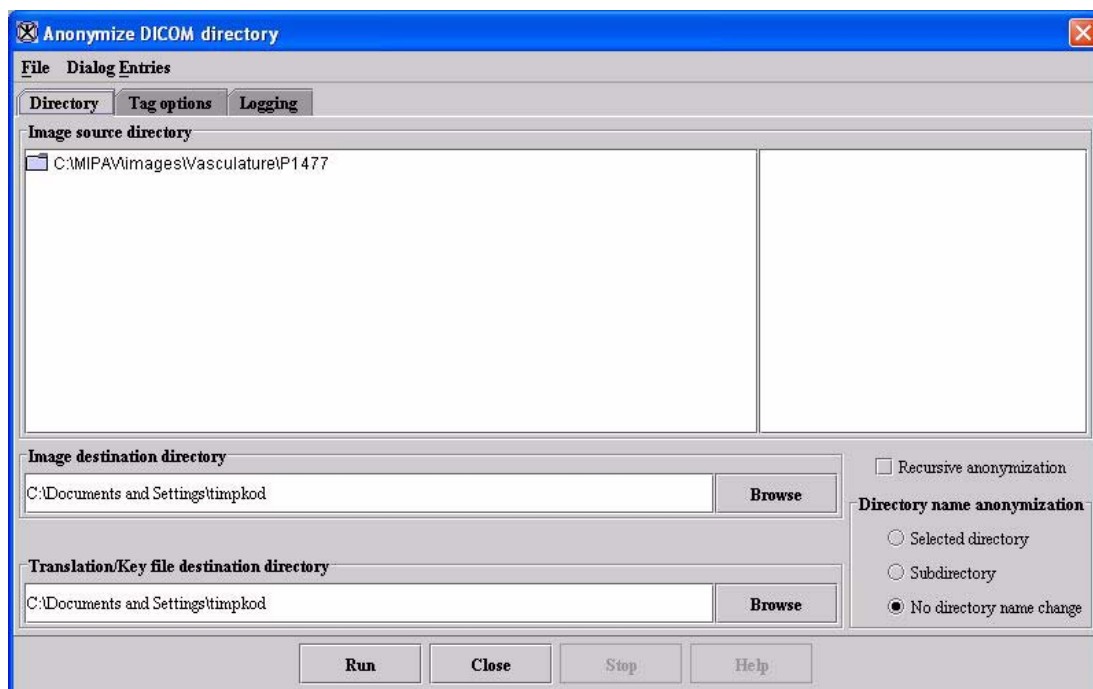 Anonymize DICOM directory
File Dialog Entries
Directory Tag options Logging
Image source directory
C:\MIPAV\images\Vasculature\P1477
Image destination directory
Recursive anonymization
C:\Documents and Settings\timpkod Browse
Directory name anonymization
Selected directory
Translation/Key file destination directory
Subdirectory
C:\Documents and Settings\timpkod Browse
No directory name change
Run Close Stop Help